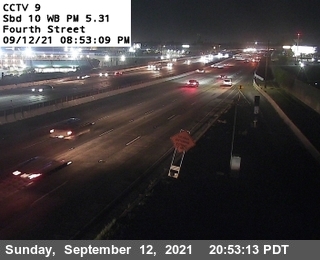 CCTV 9
Sbd 10 WB PM 5.31
Fourth Street
09/12/21 08:53:09 PM
Sunday, September 12, 2021 20:53:13 PDT